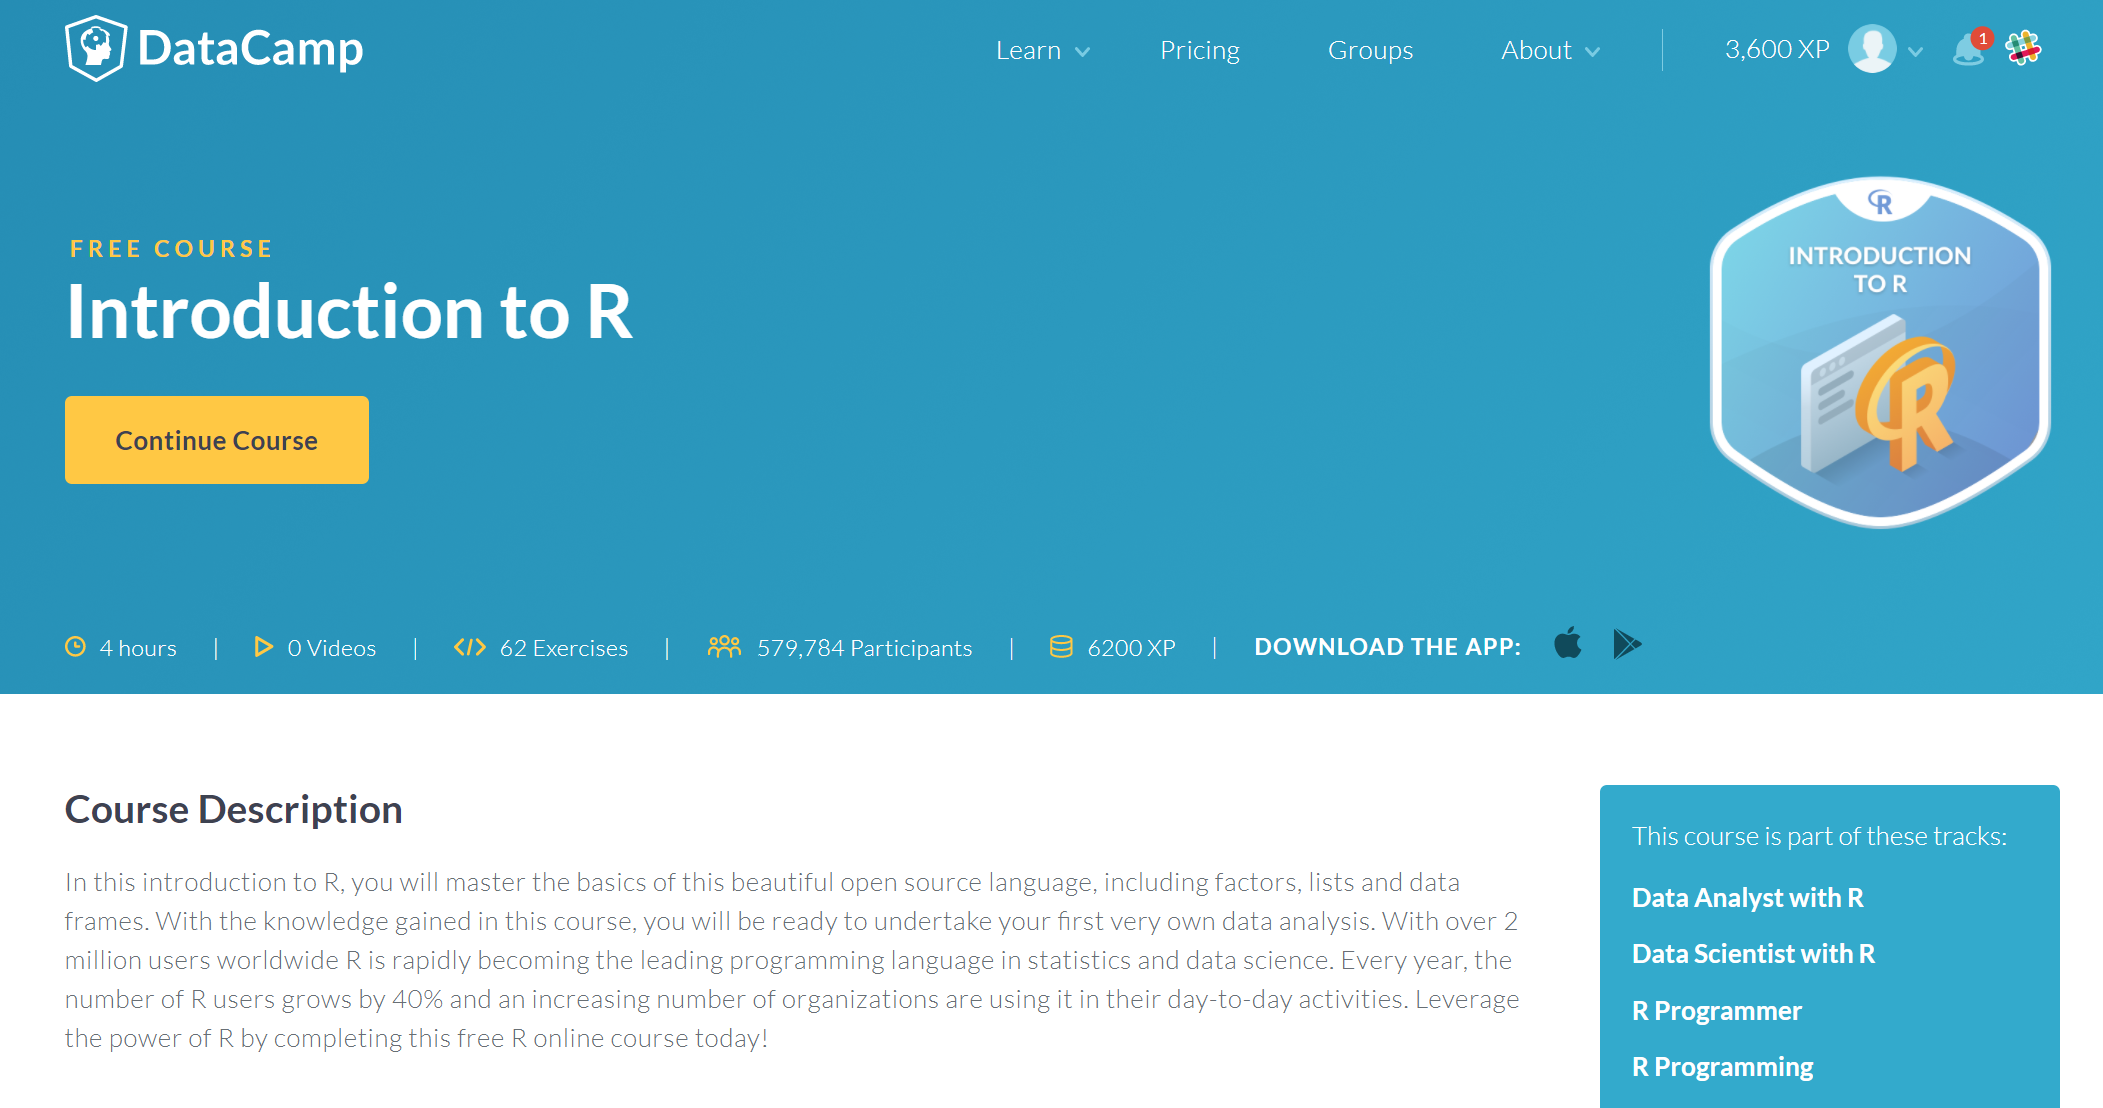 DataCamp
Learn
Pricing
Groups
About
3,600 XP
1
R
INTRODUCTION
TO R
R
FREE COURSE
Introduction to R
Continue Course
4 hours | 0 Videos | 62 Exercises | 579,784 Participants | 6200 XP | DOWNLOAD THE APP:
Course Description
In this introduction to R, you will master the basics of this beautiful open source language, including factors, lists and data
frames. With the knowledge gained in this course, you will be ready to undertake your first very own data analysis. With over 2
million users worldwide R is rapidly becoming the leading programming language in statistics and data science. Every year, the
number of R users grows by 40% and an increasing number of organizations are using it in their day-to-day activities. Leverage
the power of R by completing this free R online course today!
This course is part of these tracks:
Data Analyst with R
Data Scientist with R
R Programmer
R Programming